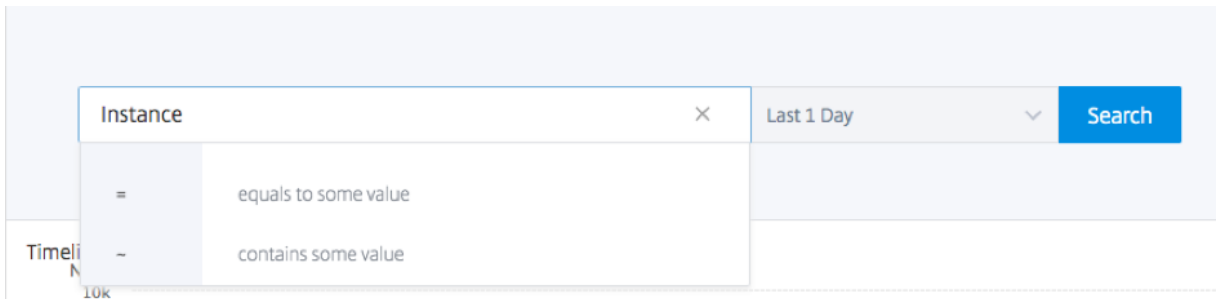 Instance
Last 1 Day
Search
= equals to some value
~ contains some value
Timeli
N
10k